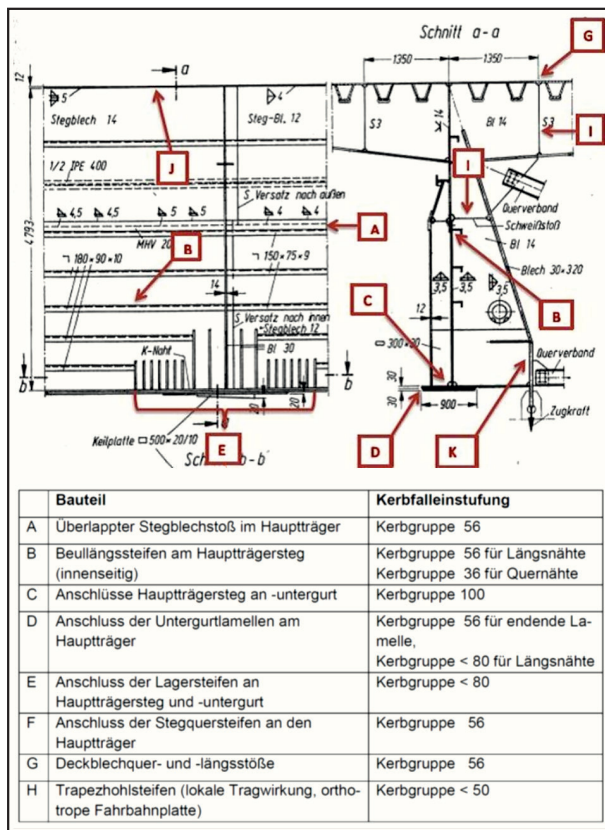 Schnitt a-a
G
1350
1350
12
a
5
4
Stegblech 14
Steg-Bl. 12
14
S3
Bl 14
S3
I
J
1/2 IPE 400
4793
S Versatz nach außen
I
Querverband
4,5
4,5
5
5
4
4
A
Schweißstoß
MHV 20
Bl 14
180×90×10
B
150×75×9
Blech 30×320
14
S Versatz nach innen
C
3,5
3,5
3,5
B
Stegblech 12
12
K-Naht
Bl 30
300×30
Querverband
b
b
30
30
20
20
D
900
K
Zugkraft
E
Keilplatte 500×20/10
b-b
Bauteil
Kerbfalleinstufung
A Überlappter Stegblechstoß im Hauptträger Kerbgruppe 56
B Beullängssteifen am Hauptträgersteg Kerbgruppe 56 für Längsnähte
(innenseitig) Kerbgruppe 36 für Quernähte
C Anschlüsse Hauptträgersteg an -untergurt Kerbgruppe 100
D Anschluss der Untergurtlamellen am Kerbgruppe 56 für endende La-
Hauptträger melle,
Kerbgruppe < 80 für Längsnähte
E Anschluss der Lagersteifen an Kerbgruppe < 80
Hauptträgersteg und -untergurt
F Anschluss der Stegquersteifen an den Kerbgruppe 56
Hauptträger
G Deckblechquer- und -längsstöße Kerbgruppe 56
H Trapezhohlsteifen (lokale Tragwirkung, ortho- Kerbgruppe < 50
trope Fahrbahnplatte)